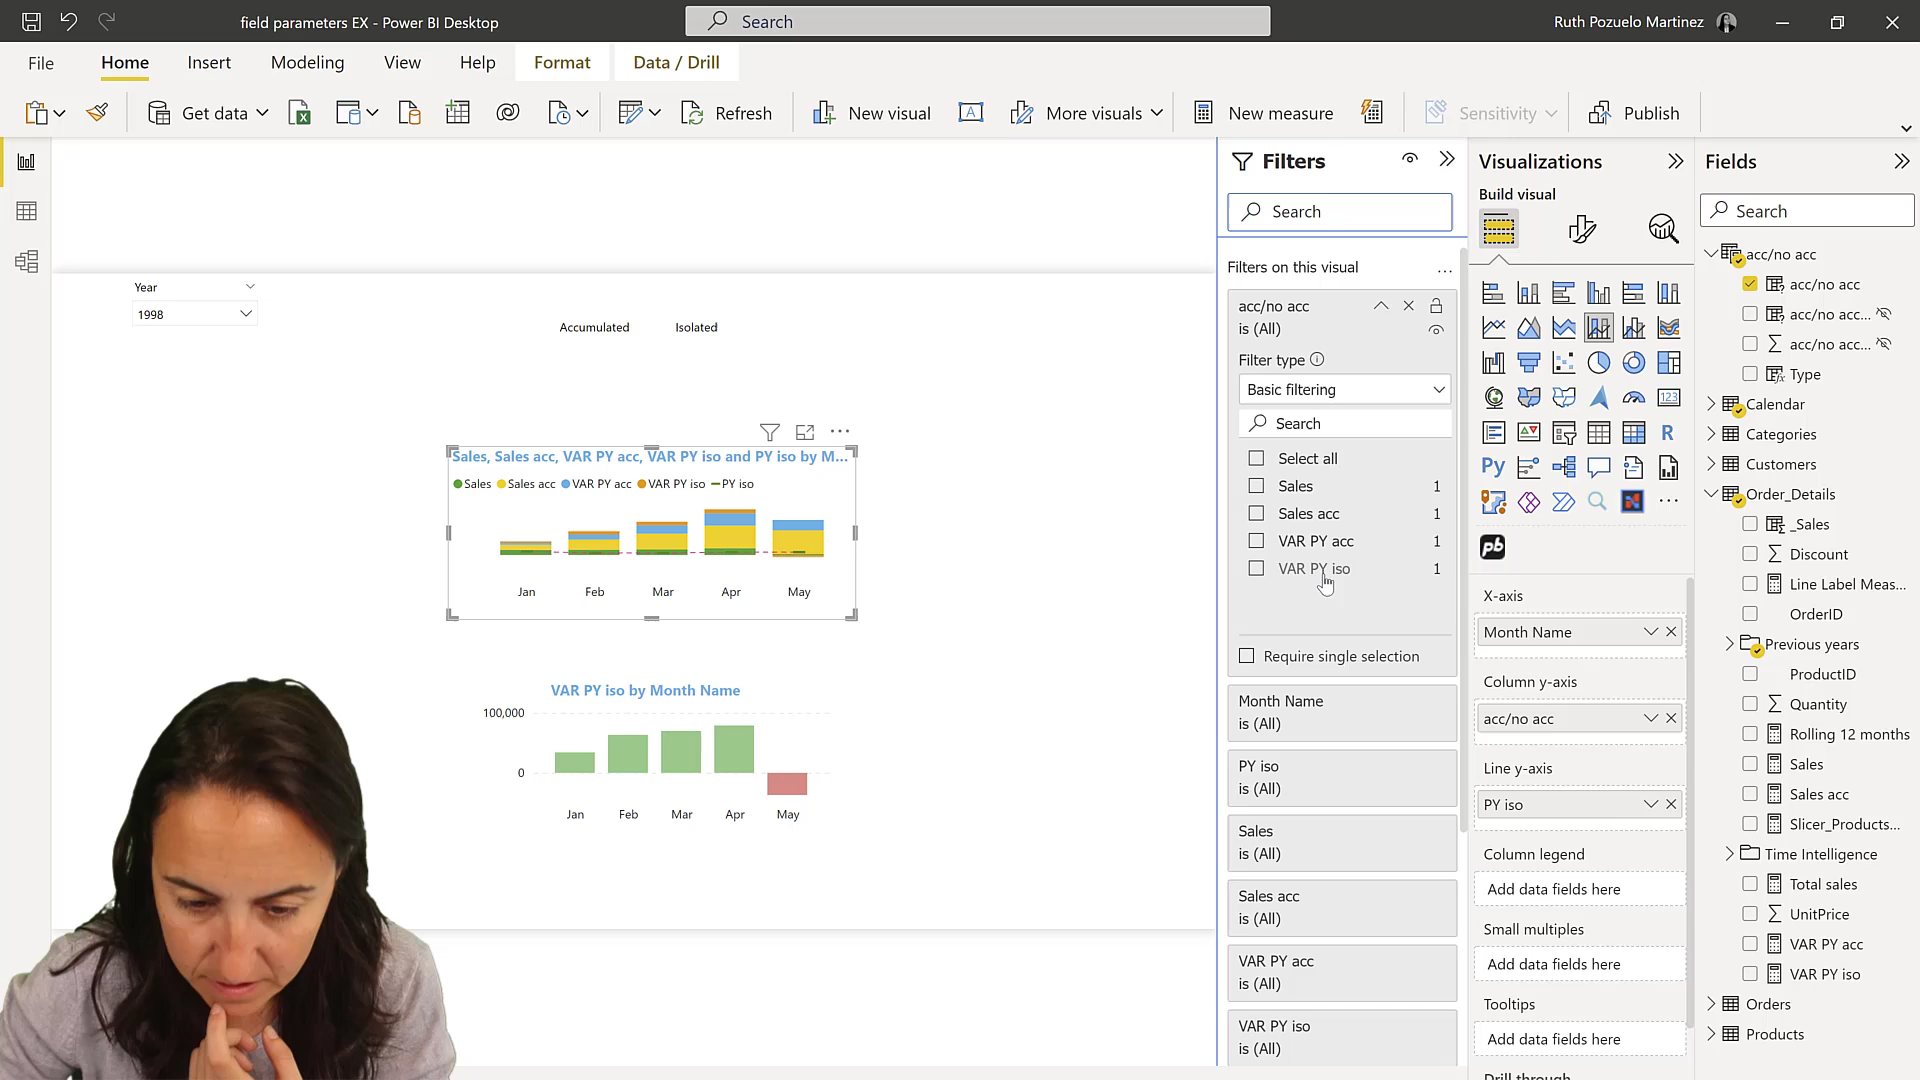 field parameters EX - Power BI Desktop
Search
Ruth Pozuelo Martinez
File
Home
Insert
Modeling
View
Help
Format
Data / Drill
Get data
Refresh
New visual
A
More visuals
New measure
Sensitivity
Publish
Year
1998
Accumulated
Isolated
Sales, Sales acc, VAR PY acc, VAR PY iso and PY iso by M...
Sales
Sales acc
VAR PY acc
VAR PY iso
PY iso
Jan
Feb
Mar
Apr
May
VAR PY iso by Month Name
100,000
0
Jan
Feb
Mar
Apr
May
Filters
Search
Filters on this visual
...
acc/no acc
is (All)
Filter type
Basic filtering
Search
Select all
Sales 1
Sales acc 1
VAR PY acc 1
VAR PY iso 1
Require single selection
Month Name
is (All)
PY iso
is (All)
Sales
is (All)
Sales acc
is (All)
VAR PY acc
is (All)
VAR PY iso
is (All)
Visualizations
Build visual
123
R
Py
...
pb
X-axis
Month Name
Column y-axis
acc/no acc
Line y-axis
PY iso
Column legend
Add data fields here
Small multiples
Add data fields here
Tooltips
Add data fields here
Drill through
Fields
Search
acc/no acc
acc/no acc
acc/no acc...
acc/no acc...
Type
Calendar
Categories
Customers
Order_Details
_Sales
Discount
Line Label Meas...
OrderID
Previous years
ProductID
Quantity
Rolling 12 months
Sales
Sales acc
Slicer_Products...
Time Intelligence
Total sales
UnitPrice
VAR PY acc
VAR PY iso
Orders
Products